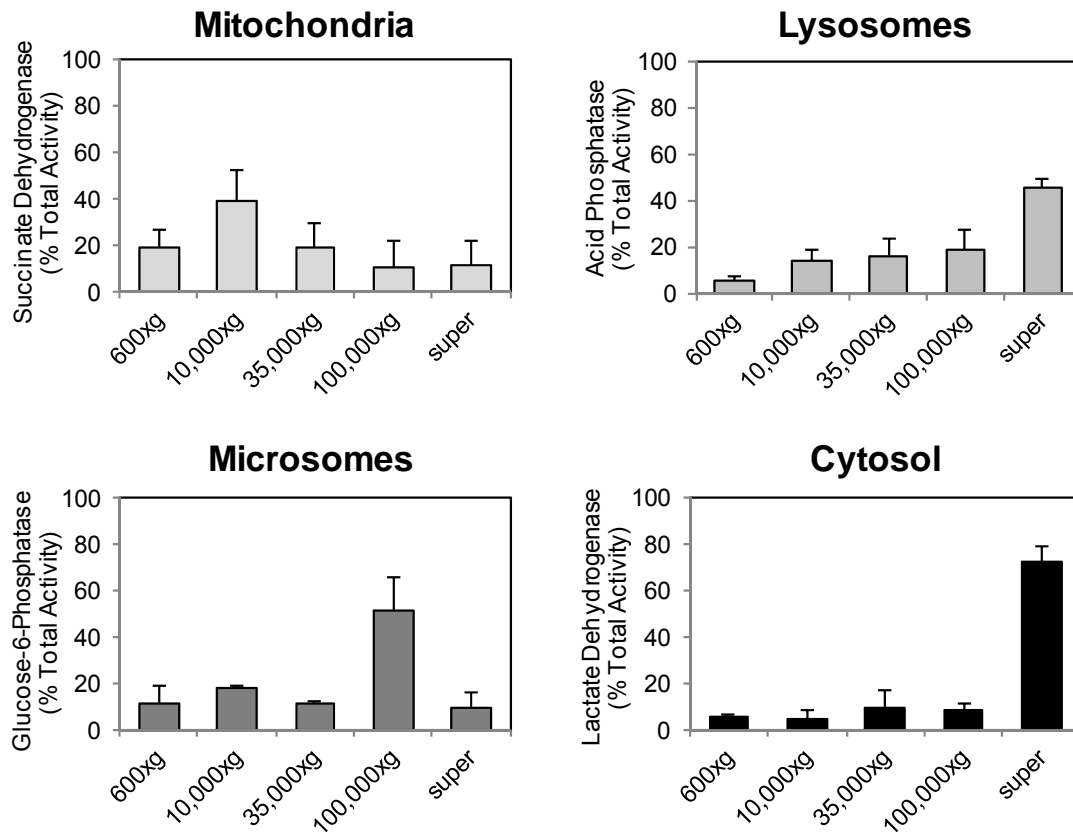 Mitochondria
Succinate Dehydrogenase
(% Total Activity)
100
80
60
40
20
0
600xg
10,000xg
35,000xg
100,000xg
super
Lysosomes
Acid Phosphatase
(% Total Activity)
100
80
60
40
20
0
600xg
10,000xg
35,000xg
100,000xg
super
Microsomes
Glucose-6-Phosphatase
(% Total Activity)
100
80
60
40
20
0
600xg
10,000xg
35,000xg
100,000xg
super
Cytosol
Lactate Dehydrogenase
(% Total Activity)
100
80
60
40
20
0
600xg
10,000xg
35,000xg
100,000xg
super